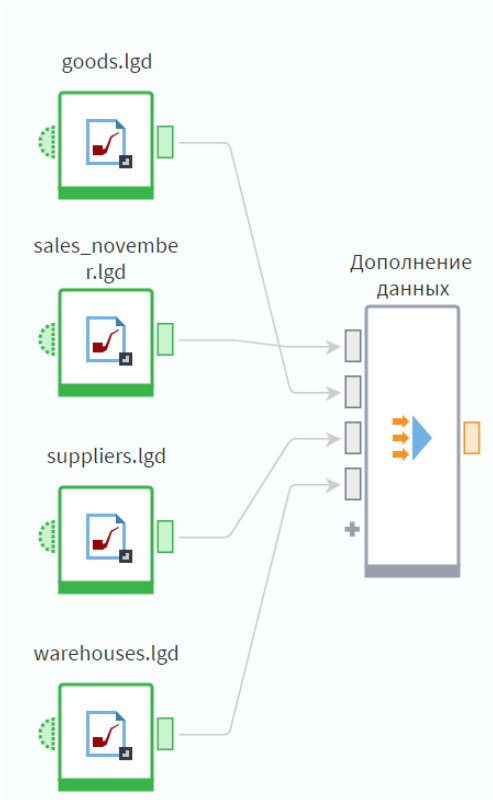 goods.lgd
sales_novembe
r.lgd
Дополнение
данных
suppliers.lgd
warehouses.lgd